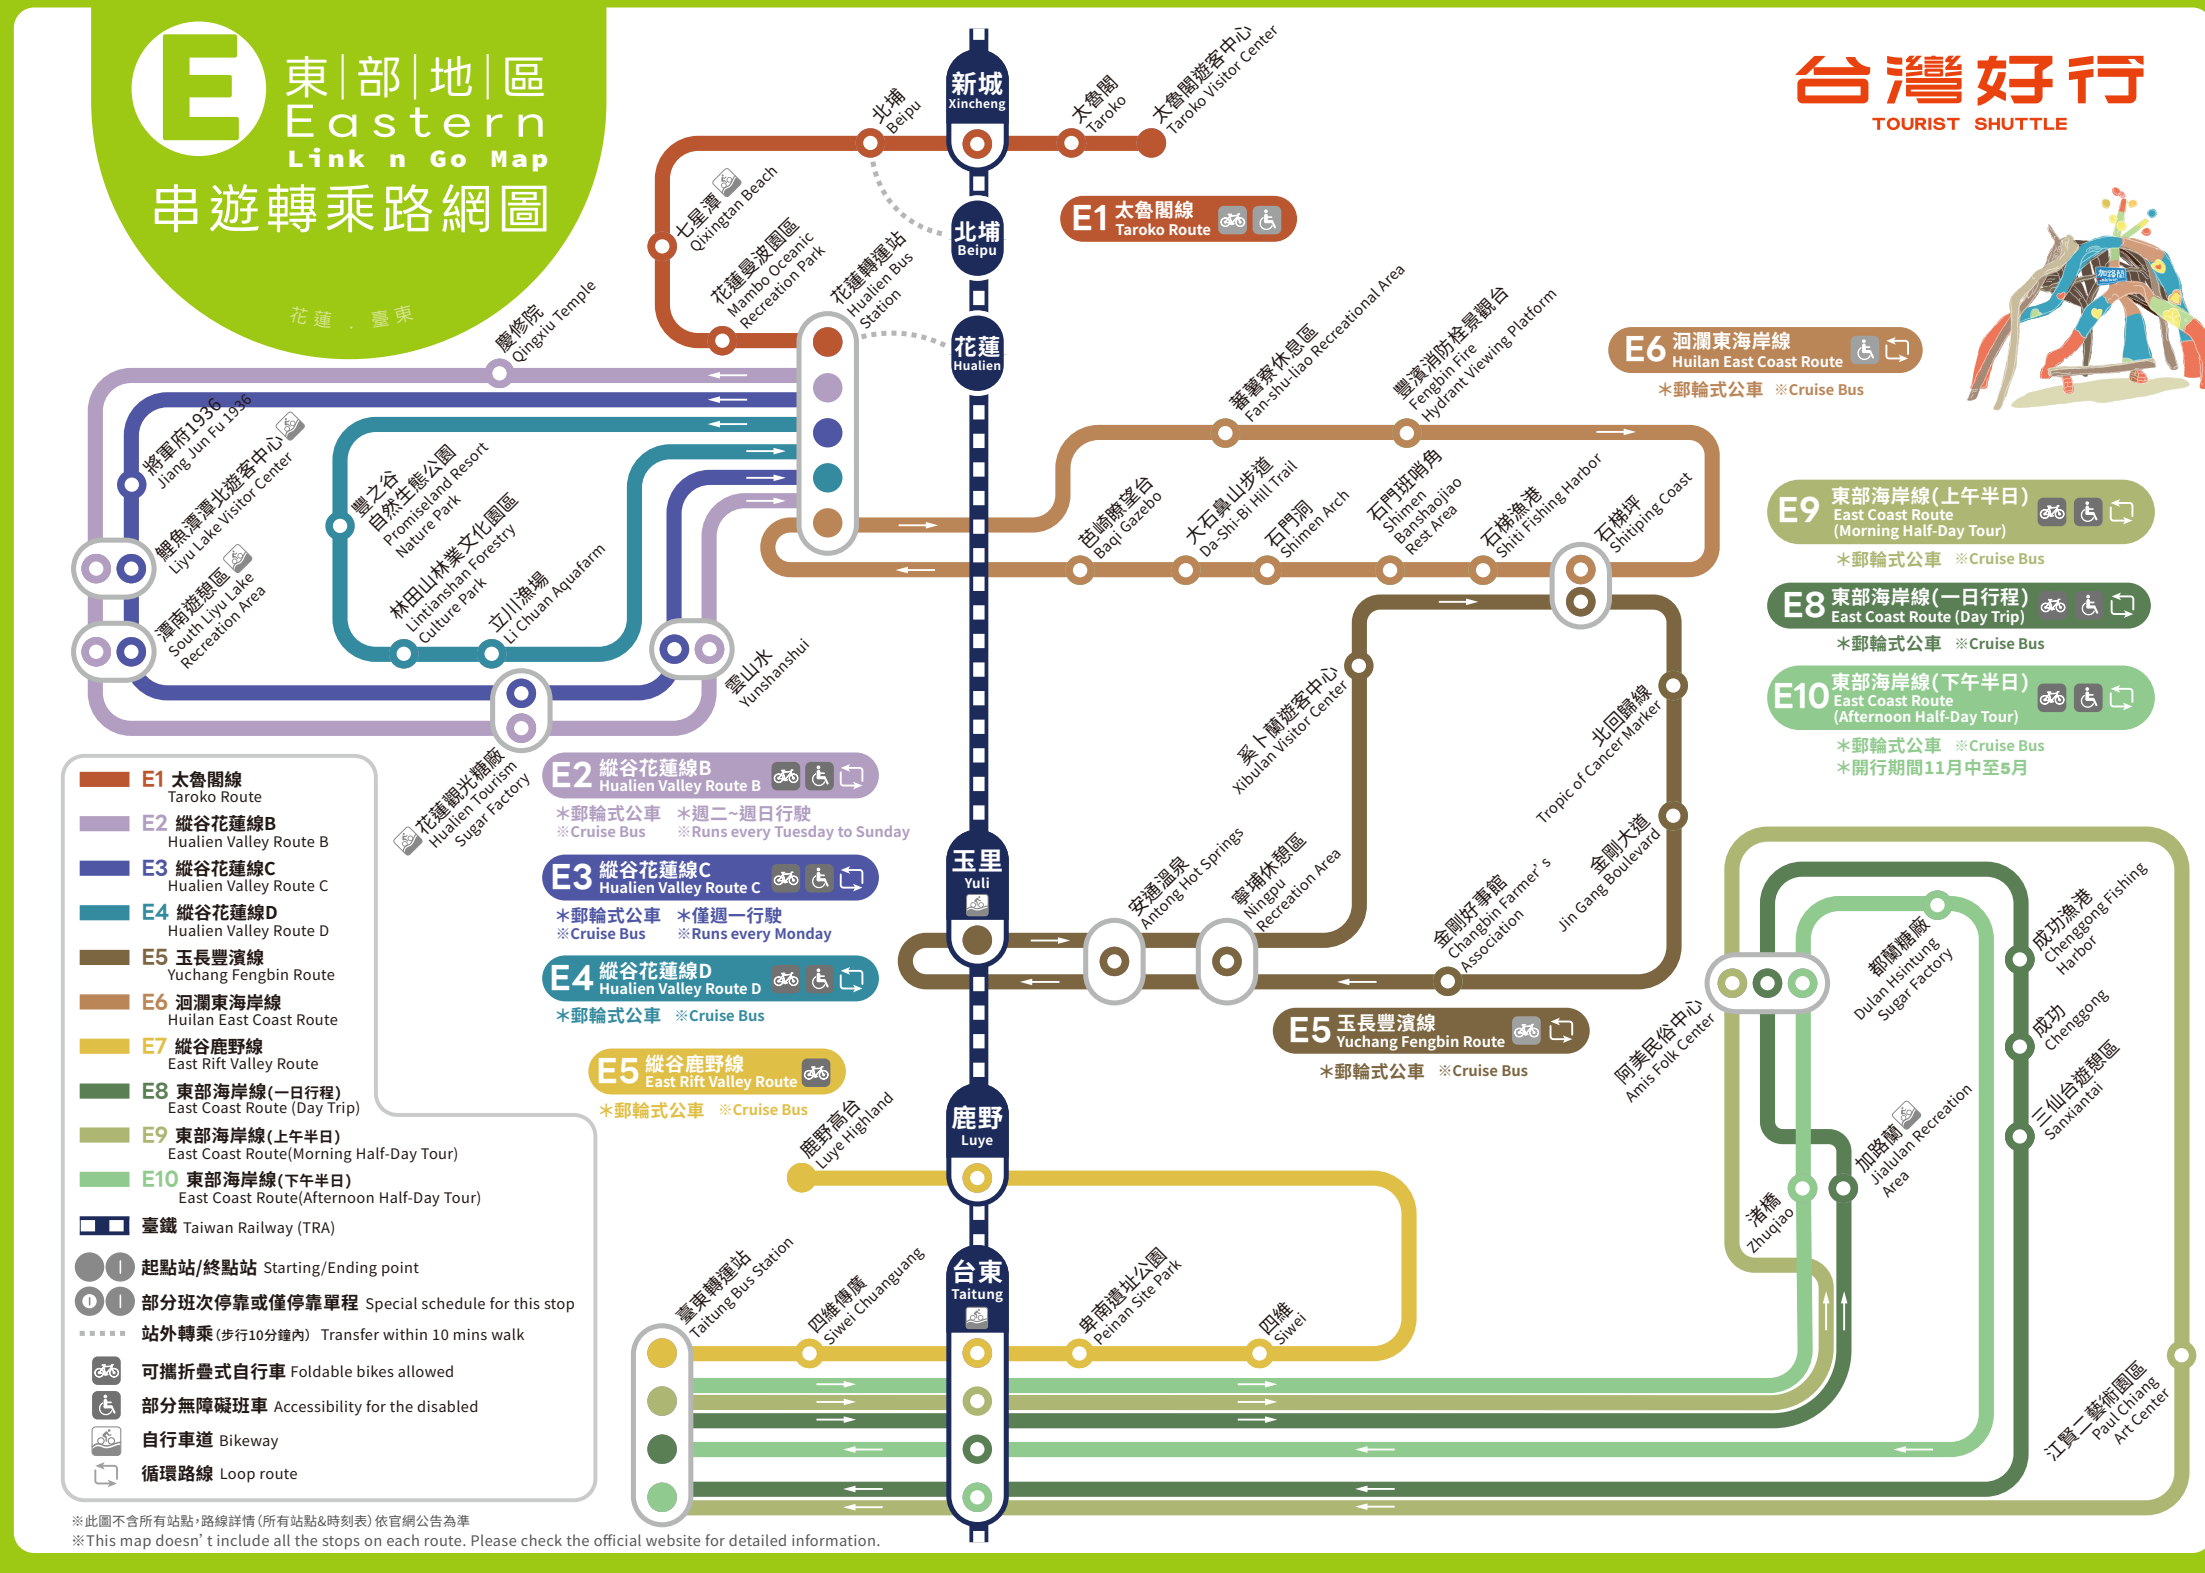 E
東|部|地|區
Eastern
Link n Go Map
串遊轉乘路網圖
花蓮 . 臺東
台灣好行
TOURIST SHUTTLE
新城
Xincheng
北埔
Beipu
花蓮
Hualien
玉里
Yuli
鹿野
Luye
台東
Taitung
北埔
Beipu
太魯閣
Taroko
太魯閣遊客中心
Taroko Visitor Center
七星潭
Qixingtan Beach
花蓮曼波園區
Mambo Oceanic
Recreation Park
花蓮轉運站
Hualien Bus
Station
E1 太魯閣線
Taroko Route
慶修院
Qingxiu Temple
將軍府1936
Jiang Jun Fu 1936
鯉魚潭潭北遊客中心
Liyu Lake Visitor Center
潭南遊憩區
South Liyu Lake
Recreation Area
豐之谷
自然生態公園
Promiseland Resort
Nature Park
林田山林業文化園區
Lintianshan Forestry
Culture Park
立川漁場
Li Chuan Aquafarm
雲山水
Yunshanshui
花蓮觀光糖廠
Hualien Tourism
Sugar Factory
蕃薯寮休息區
Fan-shu-liao Recreational Area
豐濱消防栓景觀台
Fengbin Fire
Hydrant Viewing Platform
E6 洄瀾東海岸線
Huilan East Coast Route
＊郵輪式公車 ※Cruise Bus
芭崎瞭望台
Baqi Gazebo
大石鼻山步道
Da-Shi-Bi Hill Trail
石門洞
Shimen Arch
石門班哨角
Shimen
Banshaojiao
Rest Area
石梯漁港
Shiti Fishing Harbor
石梯坪
Shitiping Coast
E9 東部海岸線(上午半日)
East Coast Route
(Morning Half-Day Tour)
＊郵輪式公車 ※Cruise Bus
E8 東部海岸線(一日行程)
East Coast Route (Day Trip)
＊郵輪式公車 ※Cruise Bus
E10 東部海岸線(下午半日)
East Coast Route
(Afternoon Half-Day Tour)
＊郵輪式公車 ※Cruise Bus
＊開行期間11月中至5月
奚卜蘭遊客中心
Xibulan Visitor Center
北回歸線
Tropic of Cancer Marker
金剛大道
Jin Gang Boulevard
安通溫泉
Antong Hot Springs
寧埔休憩區
Ningpu
Recreation Area
金剛好事館
Changbin Farmer's
Association
E5 玉長豐濱線
Yuchang Fengbin Route
＊郵輪式公車 ※Cruise Bus
E2 縱谷花蓮線B
Hualien Valley Route B
＊郵輪式公車 ＊週二~週日行駛
※Cruise Bus ※Runs every Tuesday to Sunday
E3 縱谷花蓮線C
Hualien Valley Route C
＊郵輪式公車 ＊僅週一行駛
※Cruise Bus ※Runs every Monday
E4 縱谷花蓮線D
Hualien Valley Route D
＊郵輪式公車 ※Cruise Bus
E5 縱谷鹿野線
East Rift Valley Route
＊郵輪式公車 ※Cruise Bus
鹿野高台
Luye Highland
臺東轉運站
Taitung Bus Station
四維傳廣
Siwei Chuanguang
卑南遺址公園
Peinan Site Park
四維
Siwei
阿美民俗中心
Amis Folk Center
都蘭糖廠
Dulan Hsintung
Sugar Factory
成功漁港
Chenggong Fishing
Harbor
成功
Chenggong
三仙台遊憩區
Sanxiantai
加路蘭
Jialulan Recreation
Area
渚橋
Zhuqiao
江賢二藝術園區
Paul Chiang
Art Center
E1 太魯閣線
Taroko Route
E2 縱谷花蓮線B
Hualien Valley Route B
E3 縱谷花蓮線C
Hualien Valley Route C
E4 縱谷花蓮線D
Hualien Valley Route D
E5 玉長豐濱線
Yuchang Fengbin Route
E6 洄瀾東海岸線
Huilan East Coast Route
E7 縱谷鹿野線
East Rift Valley Route
E8 東部海岸線(一日行程)
East Coast Route (Day Trip)
E9 東部海岸線(上午半日)
East Coast Route(Morning Half-Day Tour)
E10 東部海岸線(下午半日)
East Coast Route(Afternoon Half-Day Tour)
臺鐵 Taiwan Railway (TRA)
起點站/終點站 Starting/Ending point
部分班次停靠或僅停靠單程 Special schedule for this stop
站外轉乘(步行10分鐘內) Transfer within 10 mins walk
可攜折疊式自行車 Foldable bikes allowed
部分無障礙班車 Accessibility for the disabled
自行車道 Bikeway
循環路線 Loop route
※此圖不含所有站點，路線詳情(所有站點&時刻表)依官網公告為準
※This map doesn't include all the stops on each route. Please check the official website for detailed information.